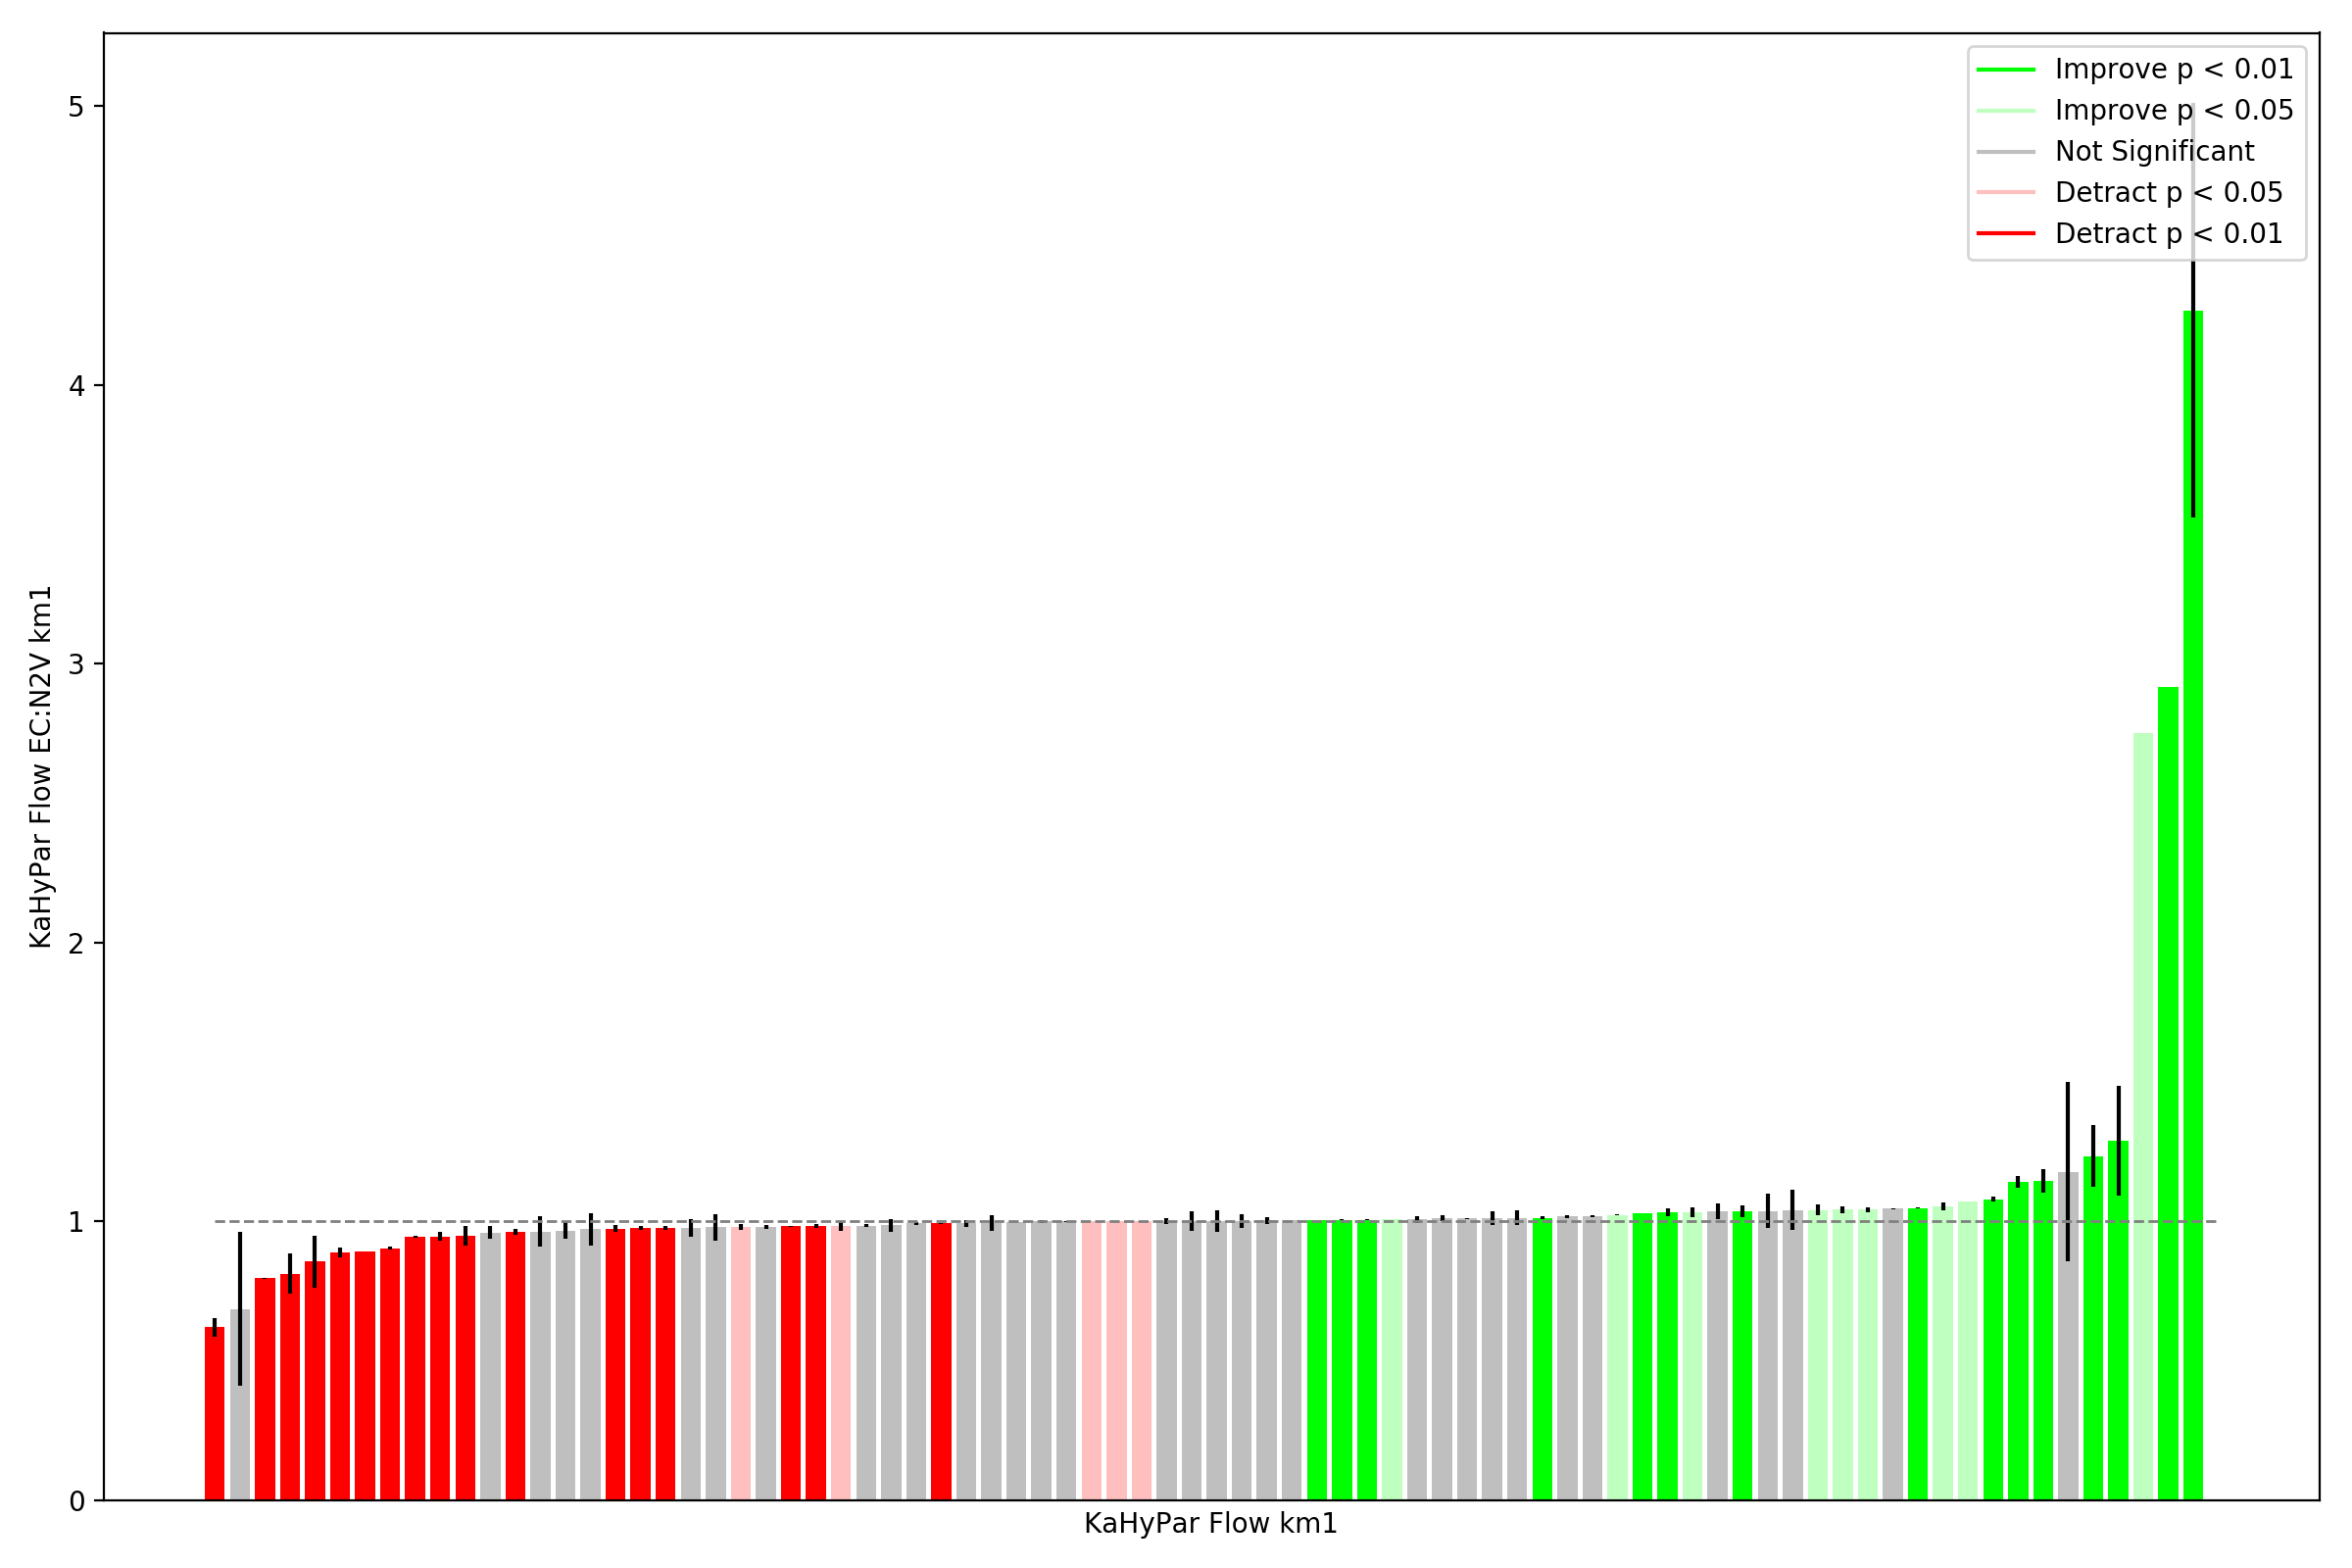 Improve p < 0.01
Improve p < 0.05
Not Significant
Detract p < 0.05
Detract p < 0.01
5
4
3
2
1
0
KaHyPar Flow EC:N2V km1
KaHyPar Flow km1